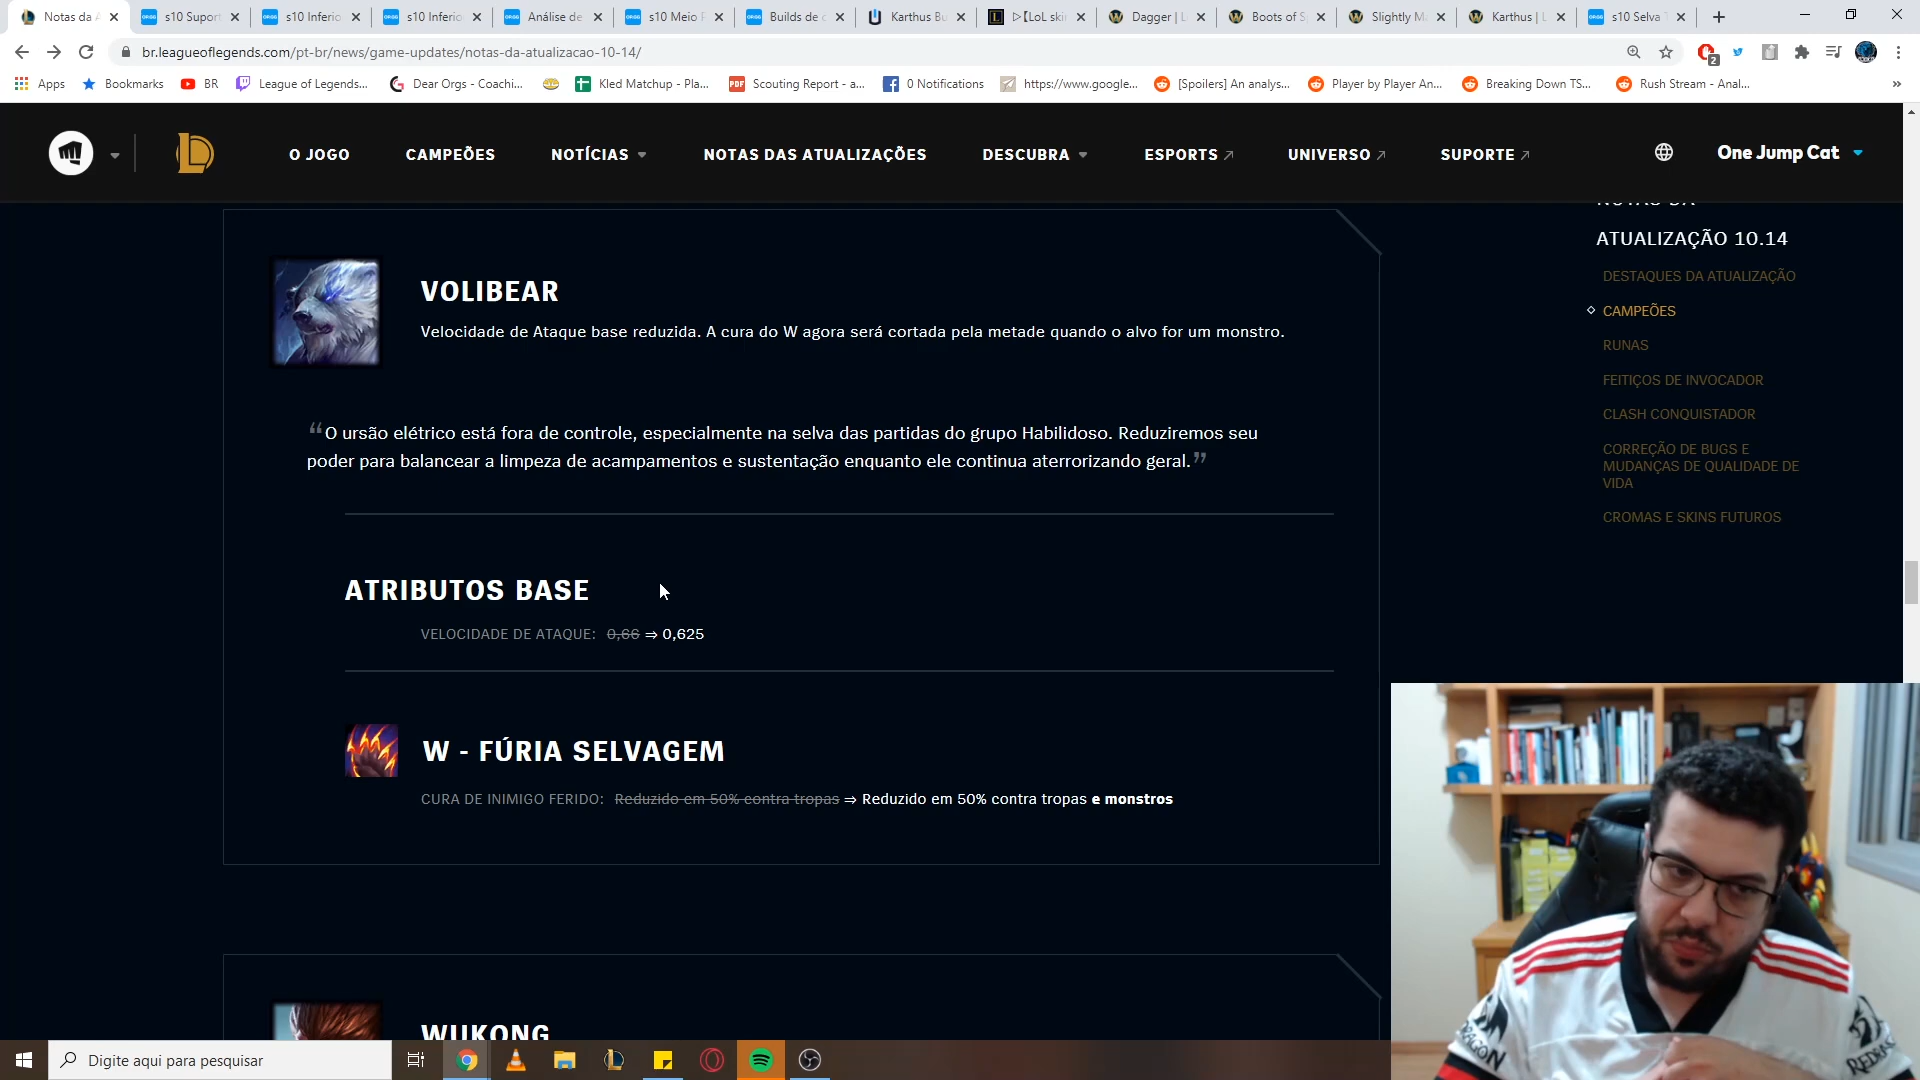 Notas da A
s10 Suport
s10 Inferio
s10 Inferio
Análise de
s10 Meio P
Builds de c
Karthus Bu
▷【LoL skin
Dagger | L
Boots of S
Slightly M
Karthus | L
s10 Selva T
br.leagueoflegends.com/pt-br/news/game-updates/notas-da-atualizacao-10-14/
2
Apps
Bookmarks
BR
League of Legends...
Dear Orgs - Coachi...
Kled Matchup - Pla...
PDF
Scouting Report - a...
0 Notifications
https://www.google...
[Spoilers] An analys...
Player by Player An...
Breaking Down TS...
Rush Stream - Anal...
»
O JOGO
CAMPEÕES
NOTÍCIAS
NOTAS DAS ATUALIZAÇÕES
DESCUBRA
ESPORTS
UNIVERSO
SUPORTE
One Jump Cat
NOTAS DA
ATUALIZAÇÃO 10.14
DESTAQUES DA ATUALIZAÇÃO
CAMPEÕES
RUNAS
FEITIÇOS DE INVOCADOR
CLASH CONQUISTADOR
CORREÇÃO DE BUGS E
MUDANÇAS DE QUALIDADE DE
VIDA
CROMAS E SKINS FUTUROS
VOLIBEAR
Velocidade de Ataque base reduzida. A cura do W agora será cortada pela metade quando o alvo for um monstro.
“O ursão elétrico está fora de controle, especialmente na selva das partidas do grupo Habilidoso. Reduziremos seu
poder para balancear a limpeza de acampamentos e sustentação enquanto ele continua aterrorizando geral.”
ATRIBUTOS BASE
VELOCIDADE DE ATAQUE: 0,66 ⇒ 0,625
W - FÚRIA SELVAGEM
CURA DE INIMIGO FERIDO: Reduzido em 50% contra tropas ⇒ Reduzido em 50% contra tropas e monstros
WUKONG
DRAGON
Digite aqui para pesquisar